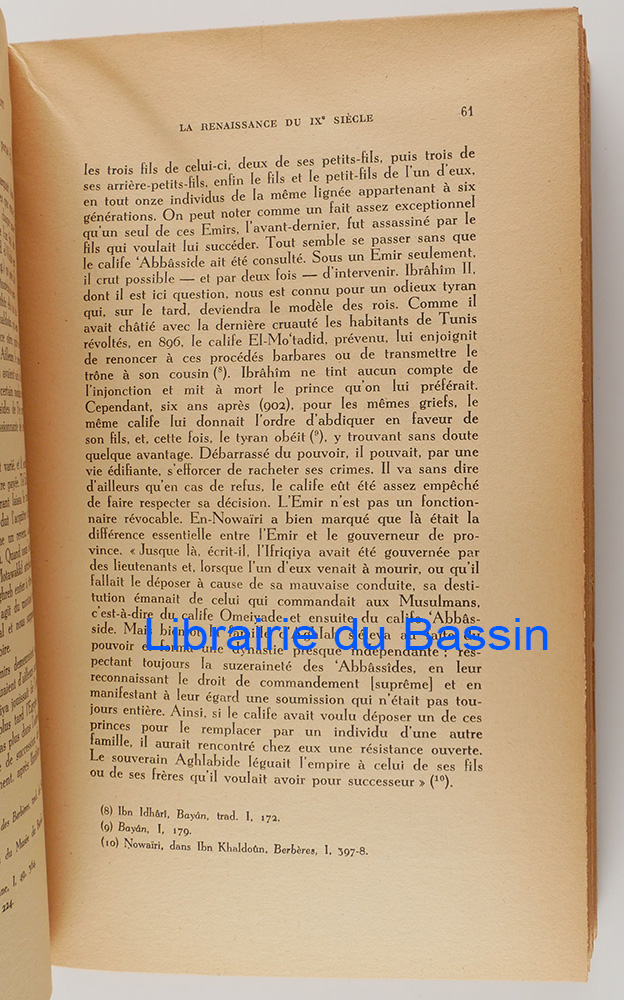 LA RENAISSANCE DU IXᵉ SIÈCLE 61
les trois fils de celui-ci, deux de ses petits-fils, puis trois de
ses arrière-petits-fils, enfin le fils et le petit-fils de l'un d'eux,
en tout onze individus de la même lignée appartenant à six
générations. On peut noter comme un fait assez exceptionnel
qu'un seul de ces Emirs, l'avant-dernier, fut assassiné par le
fils qui voulait lui succéder. Tout semble se passer sans que
le calife 'Abbâsside ait été consulté. Sous un Emir seulement,
il crut possible — et par deux fois — d'intervenir. Ibrâhîm II,
dont il est ici question, nous est connu pour un odieux tyran
qui, sur le tard, deviendra le modèle des rois. Comme il
avait châtié avec la dernière cruauté les habitants de Tunis
révoltés, en 896, le calife El-Mo'tadid, prévenu, lui enjoignit
de renoncer à ces procédés barbares ou de transmettre le
trône à son cousin (⁸). Ibrâhîm ne tint aucun compte de
l'injonction et mit à mort le prince qu'on lui préférait.
Cependant, six ans après (902), pour les mêmes griefs, le
même calife lui donnait l'ordre d'abdiquer en faveur de
son fils, et, cette fois, le tyran obéit (⁹), y trouvant sans doute
quelque avantage. Débarrassé du pouvoir, il pouvait, par une
vie édifiante, s'efforcer de racheter ses crimes. Il va sans dire
d'ailleurs qu'en cas de refus, le calife eût été assez empêché
de faire respecter sa décision. L'Emir n'est pas un fonction-
naire révocable. En-Nowaïri a bien marqué que là était la
différence essentielle entre l'Emir et le gouverneur de pro-
vince. « Jusque là, écrit-il, l'Ifriqiya avait été gouvernée par
des lieutenants et, lorsque l'un d'eux venait à mourir, ou qu'il
fallait le déposer à cause de sa mauvaise conduite, sa desti-
tution émanait de celui qui commandait aux Musulmans,
c'est-à-dire du calife Omeiyade et ensuite du calife 'Abbâs-
side. Mais bientôt la famille d'Aghlab s'éleva au faîte du
pouvoir et forma une dynastie presque indépendante ; res-
pectant toujours la suzeraineté des 'Abbâssides, en leur
reconnaissant le droit de commandement [suprême] et en
manifestant à leur égard une soumission qui n'était pas tou-
jours entière. Ainsi, si le calife avait voulu déposer un de ces
princes pour le remplacer par un individu d'une autre
famille, il aurait rencontré chez eux une résistance ouverte.
Le souverain Aghlabide léguait l'empire à celui de ses fils
ou de ses frères qu'il voulait avoir pour successeur » (¹⁰).
(8) Ibn Idhâri, Bayân, trad. I, 172.
(9) Bayân, I, 179.
(10) Nowaïri, dans Ibn Khaldoûn, Berbères, I, 397-8.
Librairie du Bassin